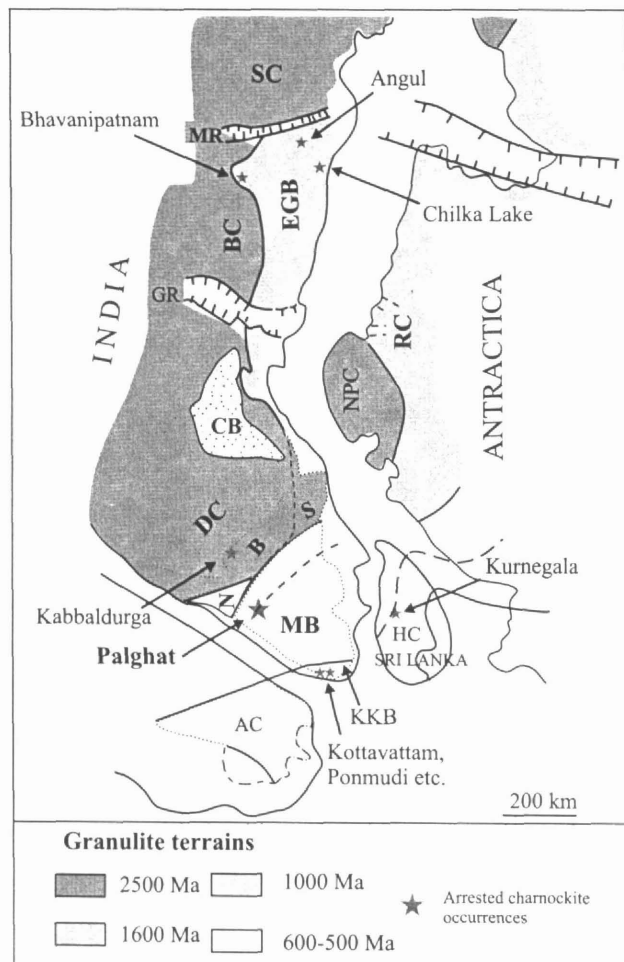 SC
Angul
Bhavanipatnam
MR
EGB
BC
Chilka Lake
INDIA
GR
RC
ANTRACTICA
NPC
CB
DC
S
B
N
Kurnegala
Kabbaldurga
HC
MB
SRI LANKA
Palghat
KKB
AC
Kottavattam,
Ponmudi etc.
200 km
Granulite terrains
2500 Ma
1000 Ma
Arrested charnockite
occurrences
1600 Ma
600-500 Ma